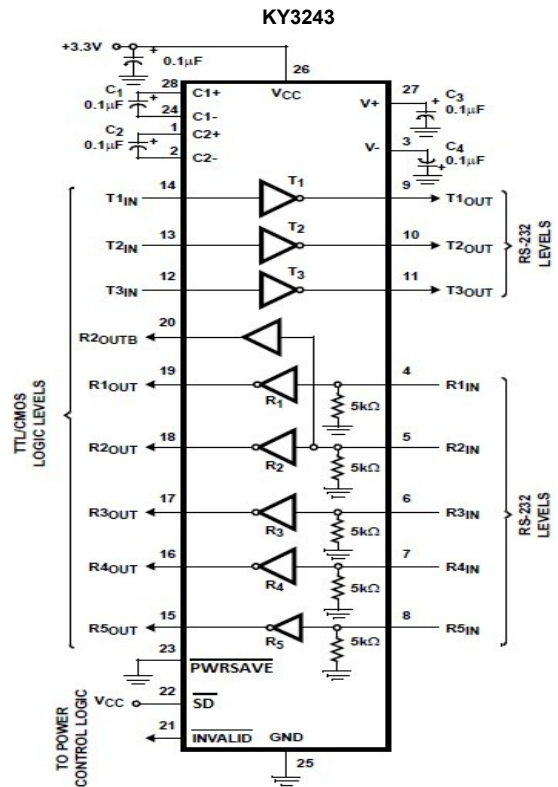 KY3243
+3.3V
+
0.1µF
26
VCC
C1
0.1µF
+
28
C1+
24
C1-
C2
0.1µF
+
1
C2+
2
C2-
V+
27
+
C3
0.1µF
V-
3
C4
0.1µF
+
T1IN
14
T1
9
T1OUT
T2IN
13
T2
10
T2OUT
T3IN
12
T3
11
T3OUT
RS-232
LEVELS
R2OUTB
20
R1OUT
19
R1
5kΩ
4
R1IN
R2OUT
18
R2
5kΩ
5
R2IN
R3OUT
17
R3
5kΩ
6
R3IN
R4OUT
16
R4
5kΩ
7
R4IN
R5OUT
15
R5
5kΩ
8
R5IN
TTL/CMOS
LOGIC LEVELS
RS-232
LEVELS
23
PWRSAVE
VCC
22
SD
21
INVALID
GND
25
TO POWER
CONTROL LOGIC